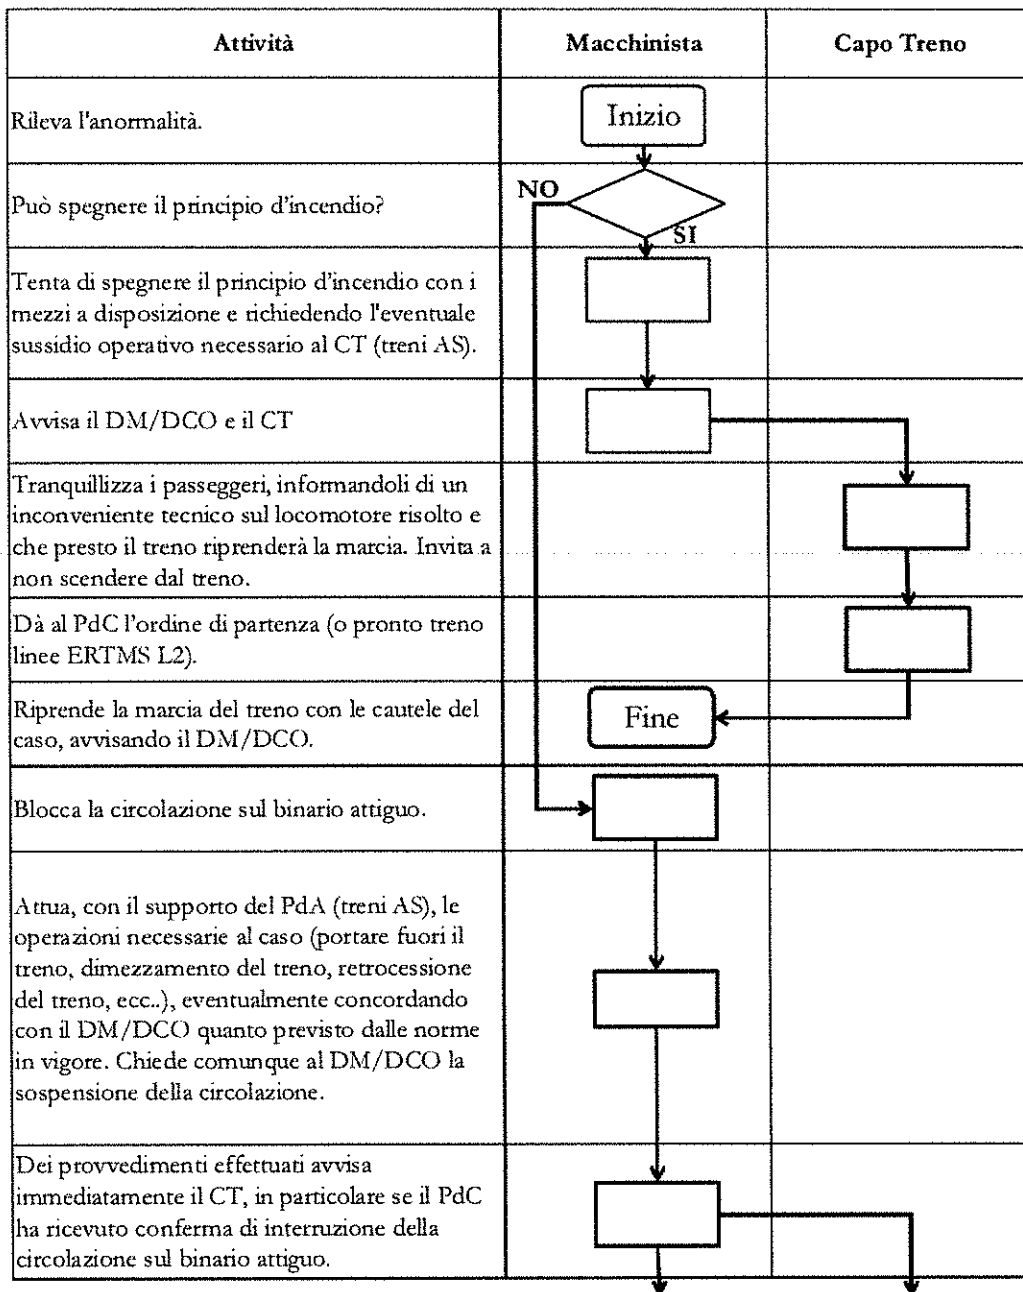 Attività Macchinista Capo Treno
Rileva l'anormalità.
Inizio
Può spegnere il principio d'incendio?
NO
SI
Tenta di spegnere il principio d'incendio con i
mezzi a disposizione e richiedendo l'eventuale
sussidio operativo necessario al CT (treni AS).
Avvisa il DM/DCO e il CT
Tranquillizza i passeggeri, informandoli di un
inconveniente tecnico sul locomotore risolto e
che presto il treno riprenderà la marcia. Invita a
non scendere dal treno.
Dà al PdC l'ordine di partenza (o pronto treno
linee ERTMS L2).
Riprende la marcia del treno con le cautele del
caso, avvisando il DM/DCO.
Fine
Blocca la circolazione sul binario attiguo.
Attua, con il supporto del PdA (treni AS), le
operazioni necessarie al caso (portare fuori il
treno, dimezzamento del treno, retrocessione
del treno, ecc..), eventualmente concordando
con il DM/DCO quanto previsto dalle norme
in vigore. Chiede comunque al DM/DCO la
sospensione della circolazione.
Dei provvedimenti effettuati avvisa
immediatamente il CT, in particolare se il PdC
ha ricevuto conferma di interruzione della
circolazione sul binario attiguo.